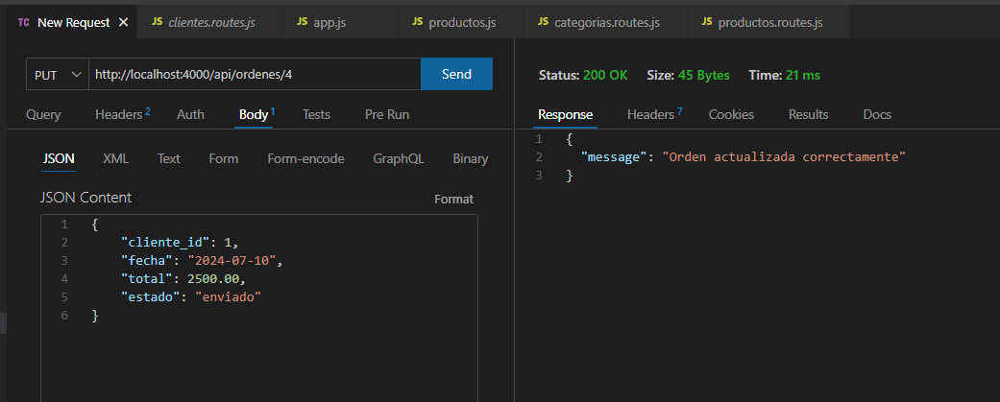 TC New Request JS clientes.routes.js JS app.js JS productos.js JS categorias.routes.js JS productos.routes.js
PUT http://localhost:4000/api/ordenes/4 Send
Query Headers 2 Auth Body 1 Tests Pre Run
JSON XML Text Form Form-encode GraphQL Binary
JSON Content Format
1 {
2 "cliente_id": 1,
3 "fecha": "2024-07-10",
4 "total": 2500.00,
5 "estado": "enviado"
6 }
Status: 200 OK Size: 45 Bytes Time: 21 ms
Response Headers 7 Cookies Results Docs
1 {
2 "message": "Orden actualizada correctamente"
3 }